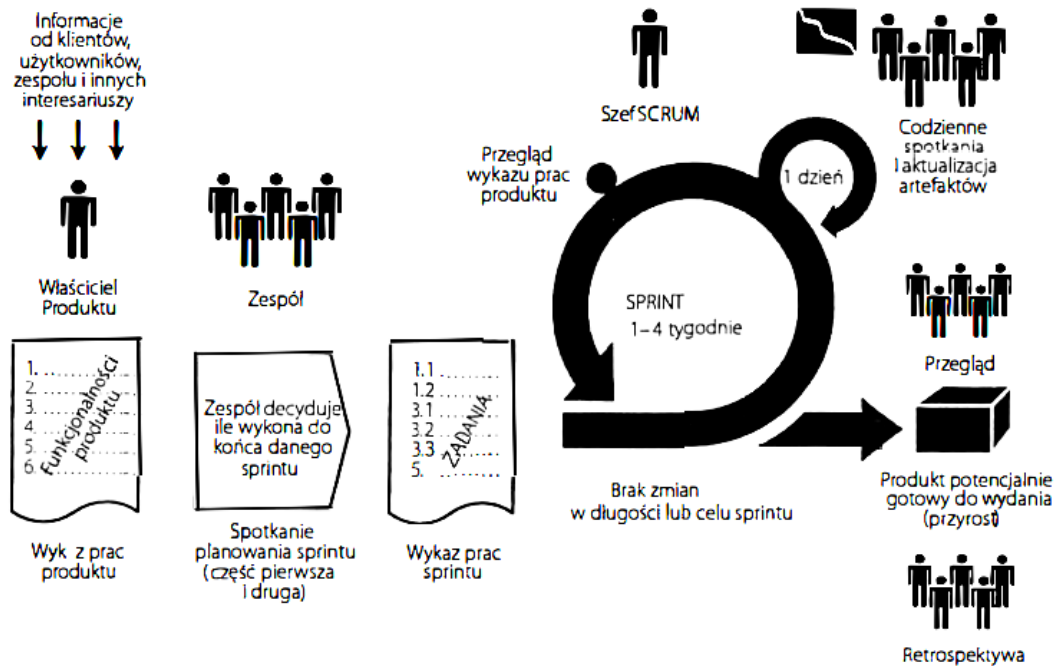 Informacje
od klientów,
użytkowników,
zespołu i innych
interesariuszy
Właściciel
Produktu
1. ............
2 ............
3. ............
4 ............
5. ............
6. ............
Funkcjonalności
produktu
Wyk z prac
produktu
Zespół
Zespół decyduje
ile wykona do
końca danego
sprintu
Spotkanie
planowania sprintu
(część pierwsza
i druga)
1.1 ............
1.2 ............
3.1 ............
3.2 ............
3.3 ............
5. ............
ZADANIA
Wykaz prac
sprintu
Szef SCRUM
Przegląd
wykazu prac
produktu
1 dzień
Codzienne
spotkania
i aktualizacja
artefaktów
SPRINT
1–4 tygodnie
Brak zmian
w długości lub celu sprintu
Przegląd
Produkt potencjalnie
gotowy do wydania
(przyrost)
Retrospektywa